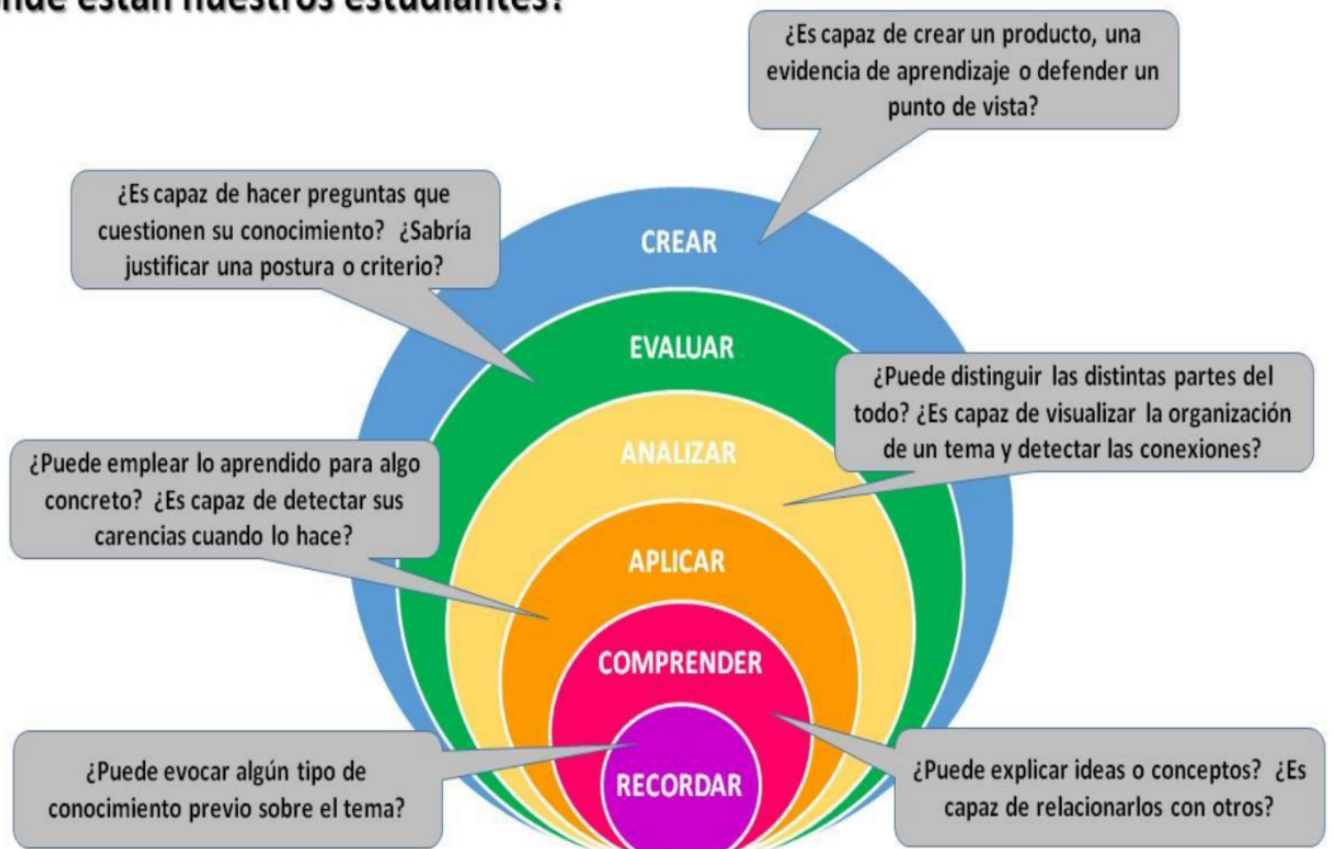 onde están nuestros estudiantes?
¿Es capaz de crear un producto, una
evidencia de aprendizaje o defender un
punto de vista?
¿Es capaz de hacer preguntas que
cuestionen su conocimiento? ¿Sabría
justificar una postura o criterio?
CREAR
EVALUAR
¿Puede distinguir las distintas partes del
todo? ¿Es capaz de visualizar la organización
de un tema y detectar las conexiones?
ANALIZAR
¿Puede emplear lo aprendido para algo
concreto? ¿Es capaz de detectar sus
carencias cuando lo hace?
APLICAR
COMPRENDER
¿Puede evocar algún tipo de
conocimiento previo sobre el tema?
RECORDAR
¿Puede explicar ideas o conceptos? ¿Es
capaz de relacionarlos con otros?